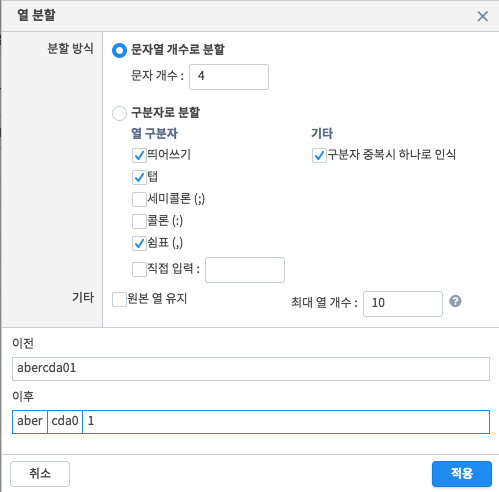 열 분할
분할 방식
문자열 개수로 분할
문자 개수 : 4
구분자로 분할
열 구분자 기타
띄어쓰기 구분자 중복시 하나로 인식
탭
세미콜론 (;)
콜론 (:)
쉼표 (,)
직접 입력 :
기타 원본 열 유지 최대 열 개수 : 10 ?
이전
abercda01
이후
aber cda0 1
취소 적용